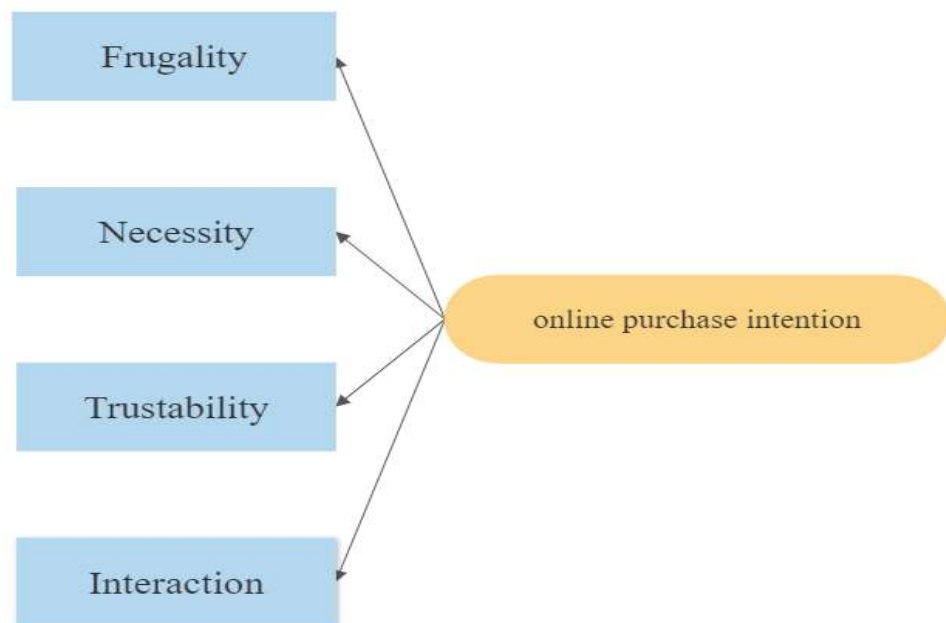 Frugality
Necessity
Trustability
Interaction
online purchase intention